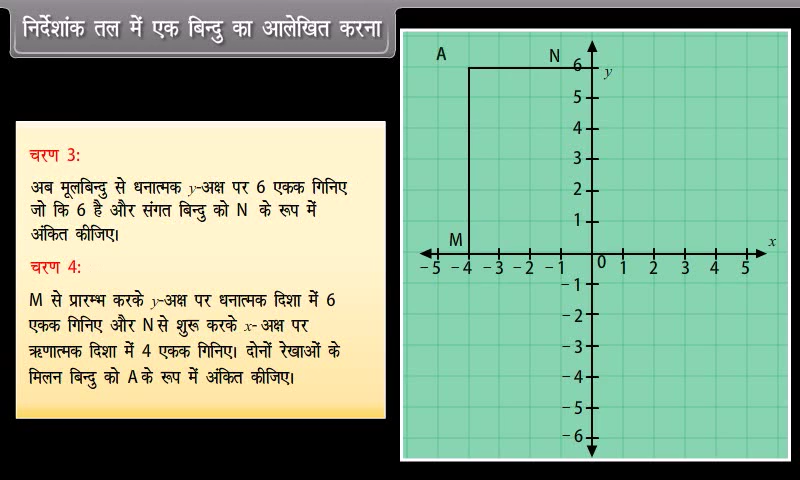 निर्देशांक तल में एक बिन्दु का आलेखित करना
चरण 3:
अब मूलबिन्दु से धनात्मक y-अक्ष पर 6 एकक गिनिए
जो कि 6 है और संगत बिन्दु को N के रूप में
अंकित कीजिए।
चरण 4:
M से प्रारम्भ करके y-अक्ष पर धनात्मक दिशा में 6
एकक गिनिए और N से शुरू करके x- अक्ष पर
ऋणात्मक दिशा में 4 एकक गिनिए। दोनों रेखाओं के
मिलन बिन्दु को A के रूप में अंकित कीजिए।
A N
6 y
5
4
3
2
1
M x
-5 -4 -3 -2 -1 0 1 2 3 4 5
-1
-2
-3
-4
-5
-6